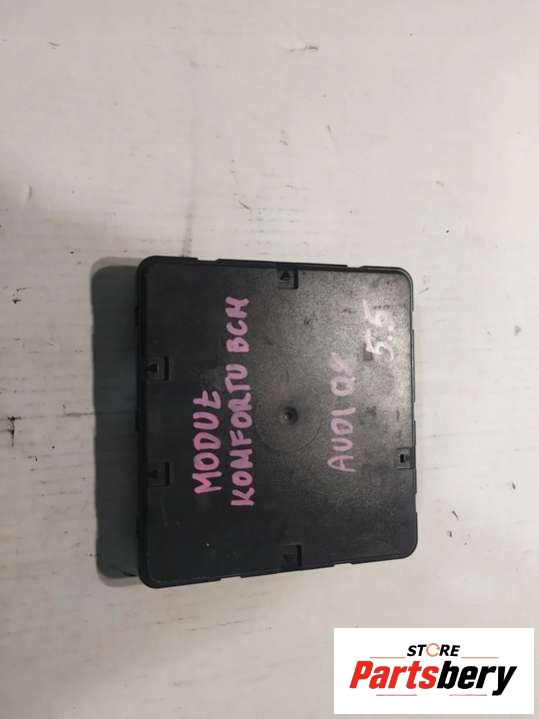 MODUŁ
KOMFORTU BCM
AUDI Q8
5.5
STORE
Partsbery